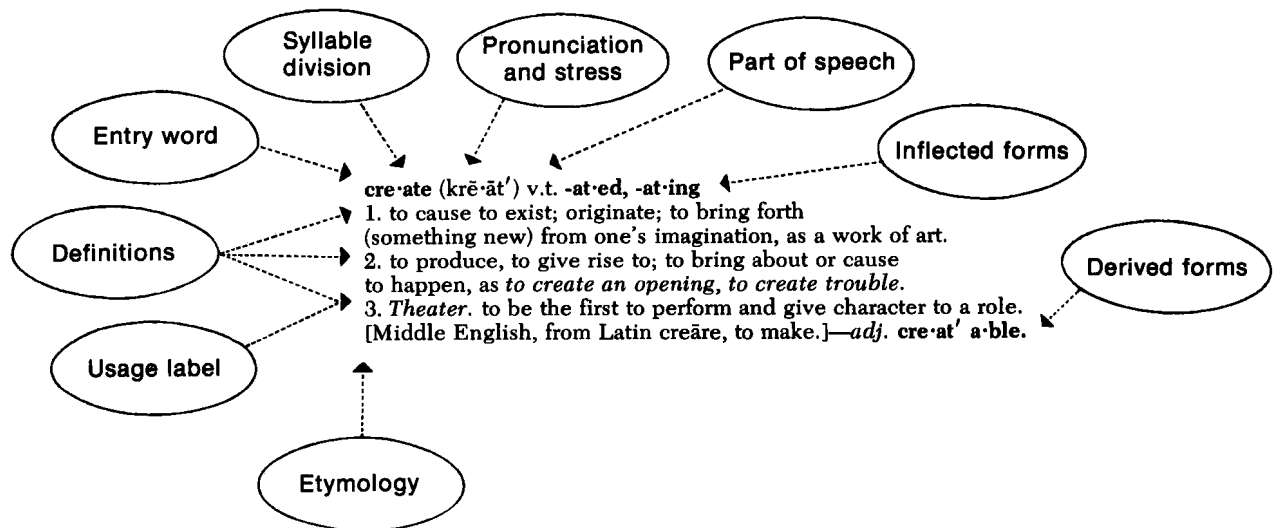 Syllable
division
Pronunciation
and stress
Part of speech
Entry word
Inflected forms
cre·ate (krē·āt′) v.t. -at·ed, -at·ing
1. to cause to exist; originate; to bring forth
(something new) from one's imagination, as a work of art.
Definitions
2. to produce, to give rise to; to bring about or cause
to happen, as to create an opening, to create trouble.
Derived forms
3. Theater. to be the first to perform and give character to a role.
[Middle English, from Latin creāre, to make.]—adj. cre·at′ a·ble.
Usage label
Etymology